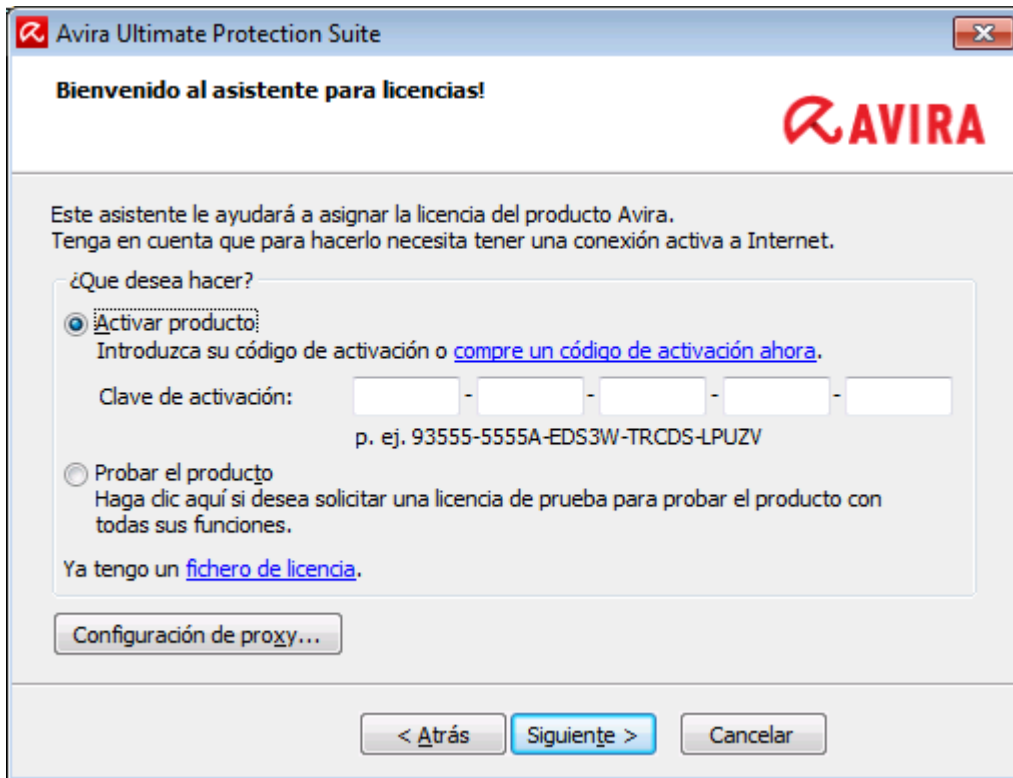 Avira Ultimate Protection Suite
Bienvenido al asistente para licencias!
AVIRA
Este asistente le ayudará a asignar la licencia del producto Avira.
Tenga en cuenta que para hacerlo necesita tener una conexión activa a Internet.
¿Que desea hacer?
Activar producto
Introduzca su código de activación o compre un código de activación ahora.
Clave de activación: - - - -
p. ej. 93555-5555A-EDS3W-TRCDS-LPUZV
Probar el producto
Haga clic aquí si desea solicitar una licencia de prueba para probar el producto con
todas sus funciones.
Ya tengo un fichero de licencia.
Configuración de proxy...
< Atrás Siguiente > Cancelar